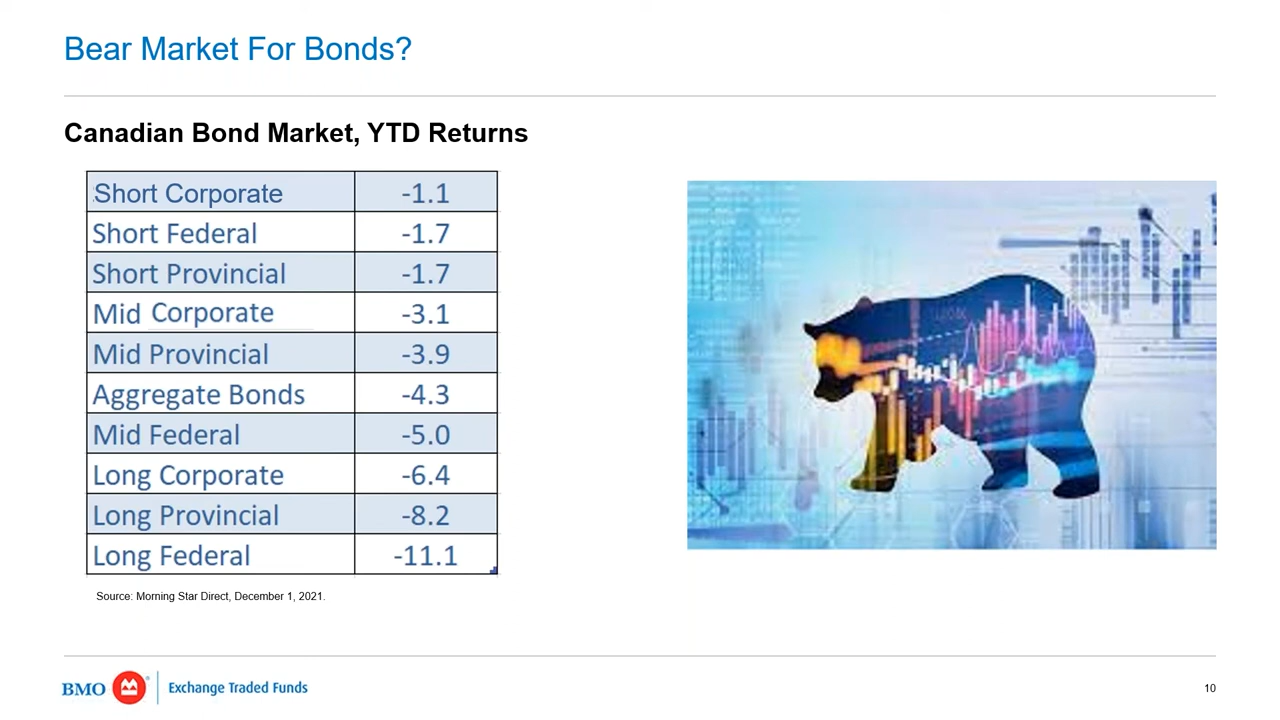 Bear Market For Bonds?
Canadian Bond Market, YTD Returns
Short Corporate -1.1
Short Federal -1.7
Short Provincial -1.7
Mid Corporate -3.1
Mid Provincial -3.9
Aggregate Bonds -4.3
Mid Federal -5.0
Long Corporate -6.4
Long Provincial -8.2
Long Federal -11.1
Source: Morning Star Direct, December 1, 2021.
BMO Exchange Traded Funds
10